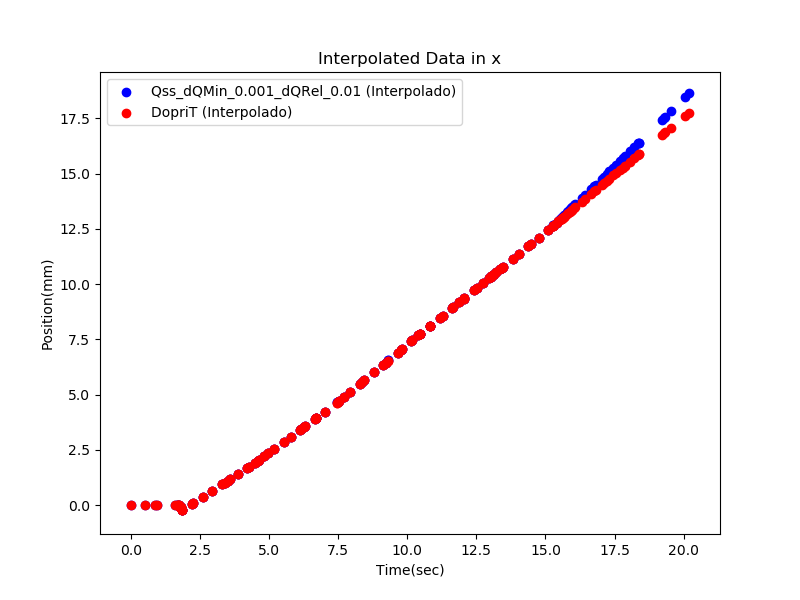 Interpolated Data in x
Qss_dQMin_0.001_dQRel_0.01 (Interpolado)
DopriT (Interpolado)
17.5
15.0
12.5
10.0
7.5
5.0
2.5
0.0
Position(mm)
0.0 2.5 5.0 7.5 10.0 12.5 15.0 17.5 20.0
Time(sec)